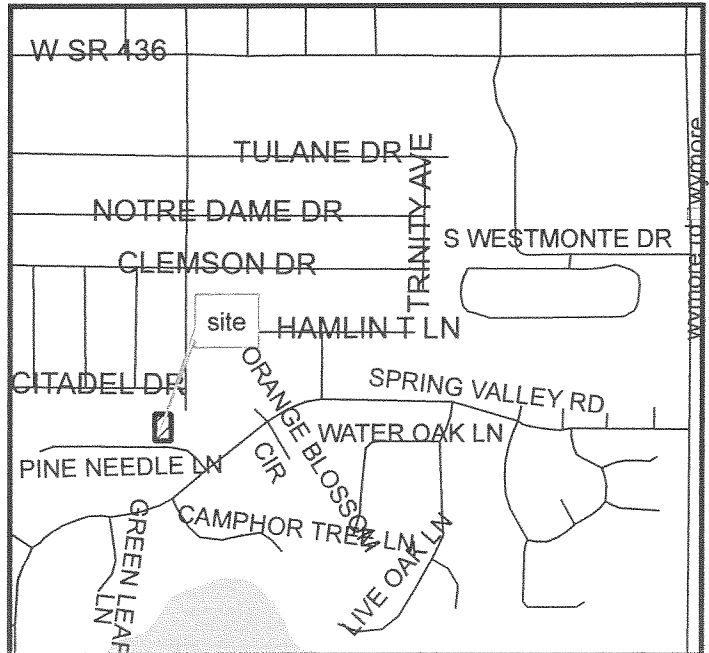 W SR 436
TULANE DR
TRINITY AVE
NOTRE DAME DR
S WESTMONTE DR
wymore rd
wymore
CLEMSON DR
site
HAMLIN T LN
CITADEL DR
SPRING VALLEY RD
ORANGE BLOSSOM
CIR
WATER OAK LN
PINE NEEDLE LN
CAMPHOR TREE LN
GREEN LEAF
LN
LIVE OAK LN